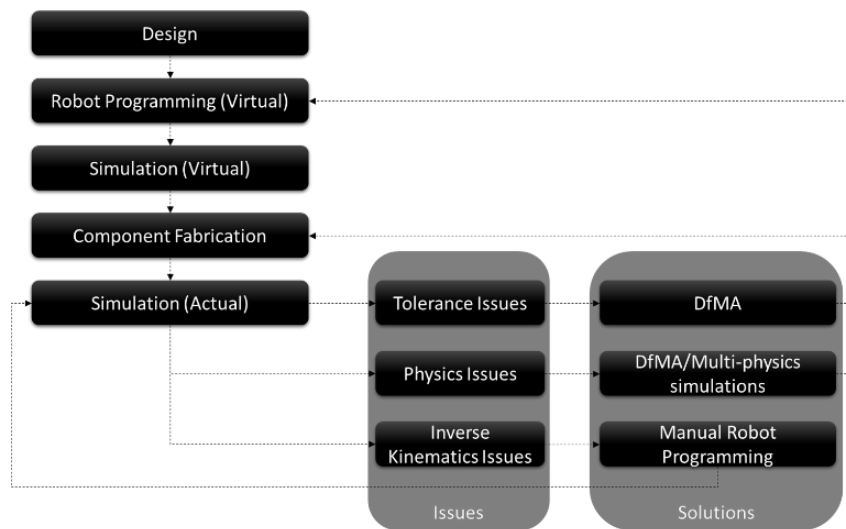 Design
Robot Programming (Virtual)
Simulation (Virtual)
Component Fabrication
Simulation (Actual)
Tolerance Issues
DfMA
Physics Issues
DfMA/Multi-physics
simulations
Inverse
Kinematics Issues
Manual Robot
Programming
Issues
Solutions